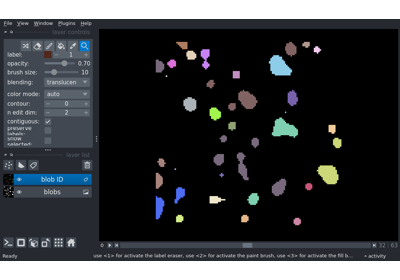 File View Window Plugins Help
layer controls
label: 1
opacity: 0.70
brush size: 10
blending: translucen
color mode: auto
contour: 0
n edit dim: 2
contiguous:
preserve labels:
show selected:
layer list
blob ID
blobs
32 63
Ready use <1> for activate the label eraser, use <2> for activate the paint brush, use <3> for activate the fill b... activity